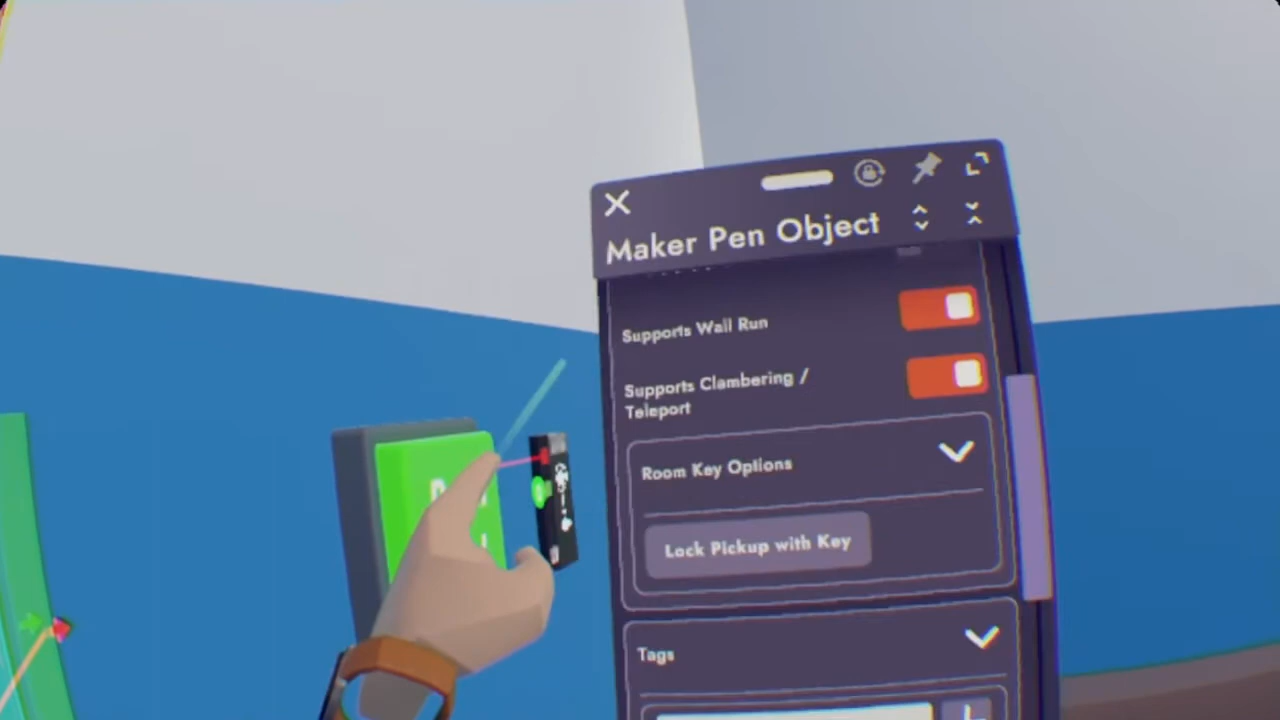 Maker Pen Object
Supports Wall Run
Supports Clambering /
Teleport
Room Key Options
Lock Pickup with Key
Tags